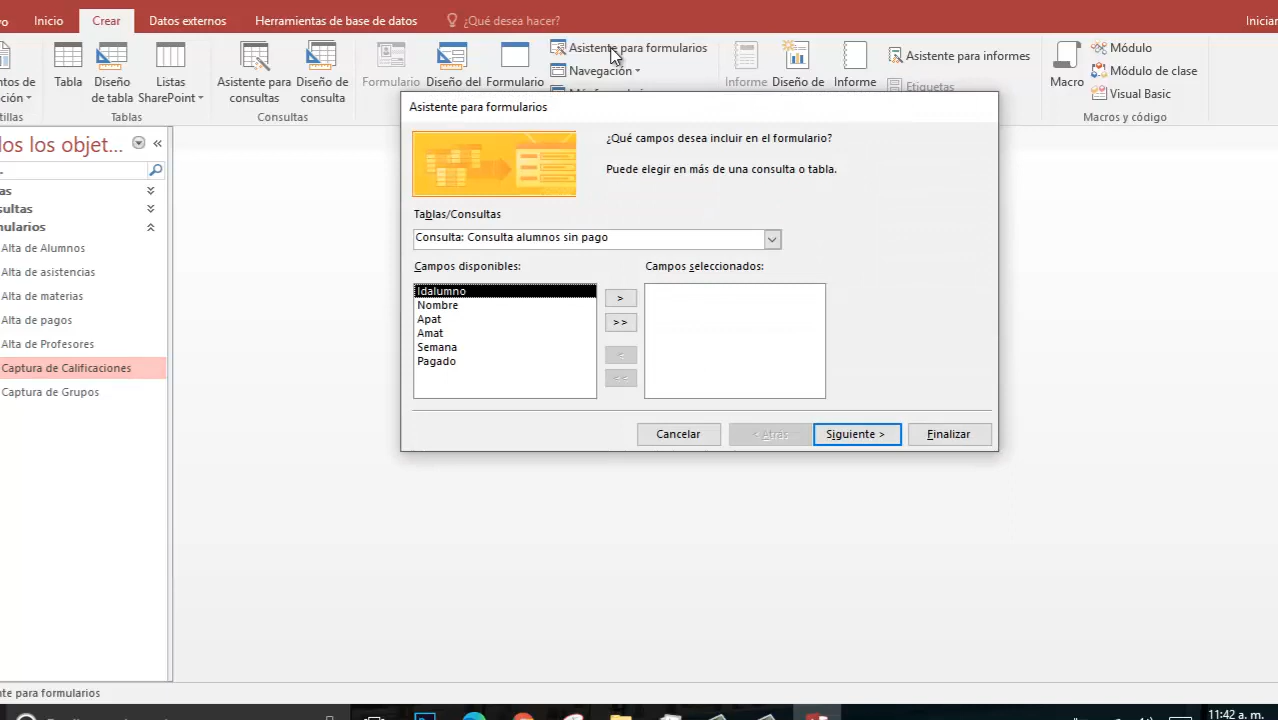 Inicio Crear Datos externos Herramientas de base de datos ¿Qué desea hacer? Iniciar
Tabla
Diseño de tabla
Listas SharePoint
Tablas
Asistente para consultas
Diseño de consulta
Consultas
Formulario
Diseño del
Formulario
Asistente para formularios
Navegación
Informe
Diseño de
Informe
Asistente para informes
Etiquetas
Macro
Módulo
Módulo de clase
Visual Basic
Macros y código
los objet...
Alta de Alumnos
Alta de asistencias
Alta de materias
Alta de pagos
Alta de Profesores
Captura de Calificaciones
Captura de Grupos
Asistente para formularios
¿Qué campos desea incluir en el formulario?
Puede elegir en más de una consulta o tabla.
Tablas/Consultas
Consulta: Consulta alumnos sin pago
Campos disponibles:
Campos seleccionados:
Idalumno
Nombre
Apat
Amat
Semana
Pagado
>
>>
<
<<
Cancelar
< Atrás
Siguiente >
Finalizar
para formularios
11:42 a. m.